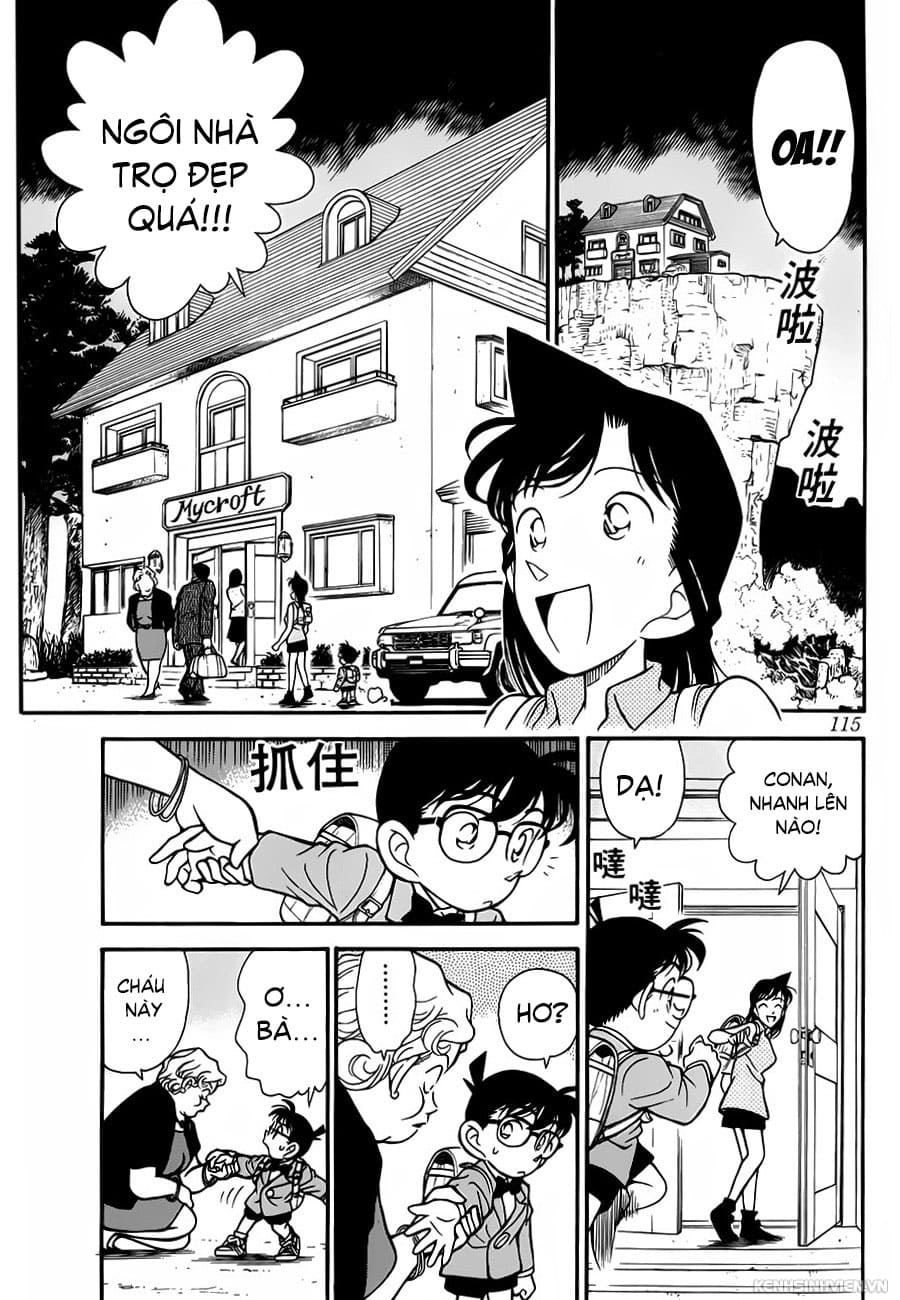 OA!!
波啦
波啦
NGÔI NHÀ
TRỌ ĐẸP
QUÁ!!!
Mycroft
115
CONAN,
NHANH LÊN
NÀO!
DẠ!
噠
噠
抓住
HƠ?
........
Ơ...
BÀ...
CHÁU
NÀY
...
KENHSINHVIEN.VN